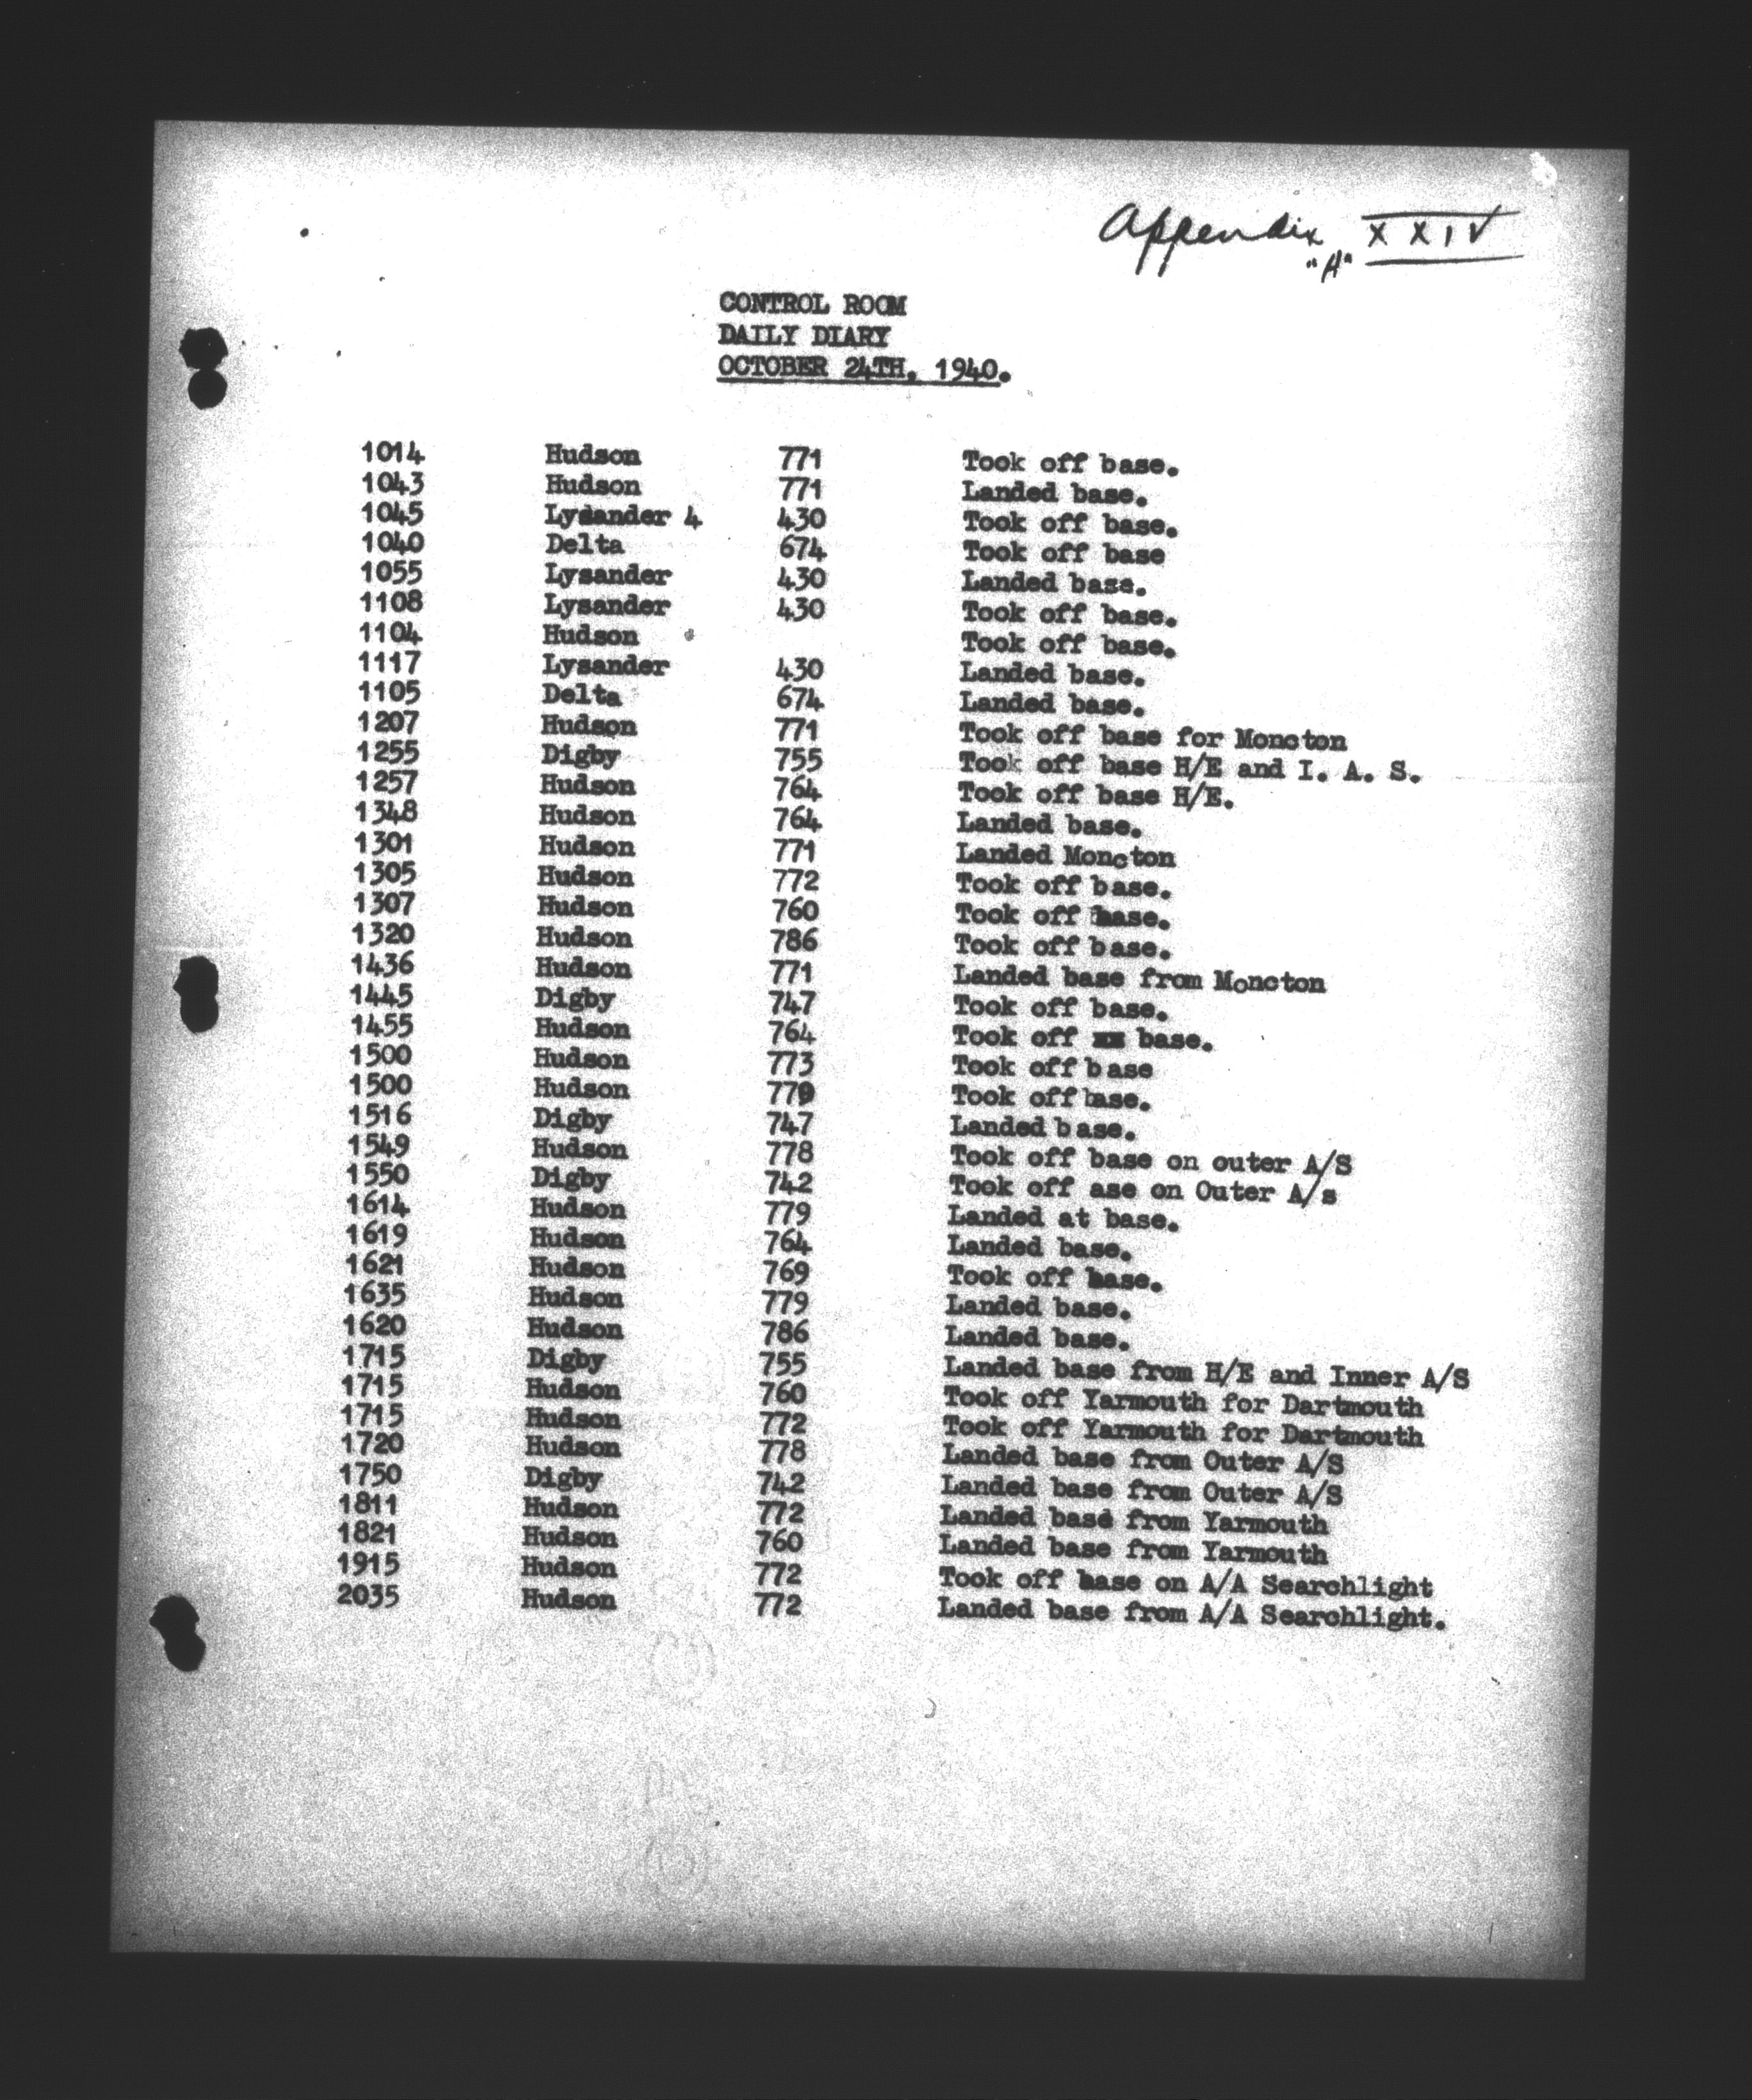 Appendix XXIV
"A"
CONTROL ROOM
DAILY DIARY
OCTOBER 24TH, 1940.
1014 Hudson 771 Took off base.
1043 Hudson 771 Landed base.
1045 Lysander 4 430 Took off base.
1040 Delta 674 Took off base
1055 Lysander 430 Landed base.
1108 Lysander 430 Took off base.
1104 Hudson Took off base.
1117 Lysander 430 Landed base.
1105 Delta 674 Landed base.
1207 Hudson 771 Took off base for Moncton
1255 Digby 755 Took off base H/E and I. A. S.
1257 Hudson 764 Took off base H/E.
1348 Hudson 764 Landed base.
1301 Hudson 771 Landed Moncton
1305 Hudson 772 Took off base.
1307 Hudson 760 Took off base.
1320 Hudson 786 Took off base.
1436 Hudson 771 Landed base from Moncton
1445 Digby 747 Took off base.
1455 Hudson 764 Took off base.
1500 Hudson 773 Took off base
1500 Hudson 779 Took off base.
1516 Digby 747 Landed base.
1549 Hudson 778 Took off base on outer A/S
1550 Digby 742 Took off ase on Outer A/s
1614 Hudson 779 Landed at base.
1619 Hudson 764 Landed base.
1621 Hudson 769 Took off base.
1635 Hudson 779 Landed base.
1620 Hudson 786 Landed base.
1715 Digby 755 Landed base from H/E and Inner A/S
1715 Hudson 760 Took off Yarmouth for Dartmouth
1715 Hudson 772 Took off Yarmouth for Dartmouth
1720 Hudson 778 Landed base from Outer A/S
1750 Digby 742 Landed base from Outer A/S
1811 Hudson 772 Landed base from Yarmouth
1821 Hudson 760 Landed base from Yarmouth
1915 Hudson 772 Took off base on A/A Searchlight
2035 Hudson 772 Landed base from A/A Searchlight.